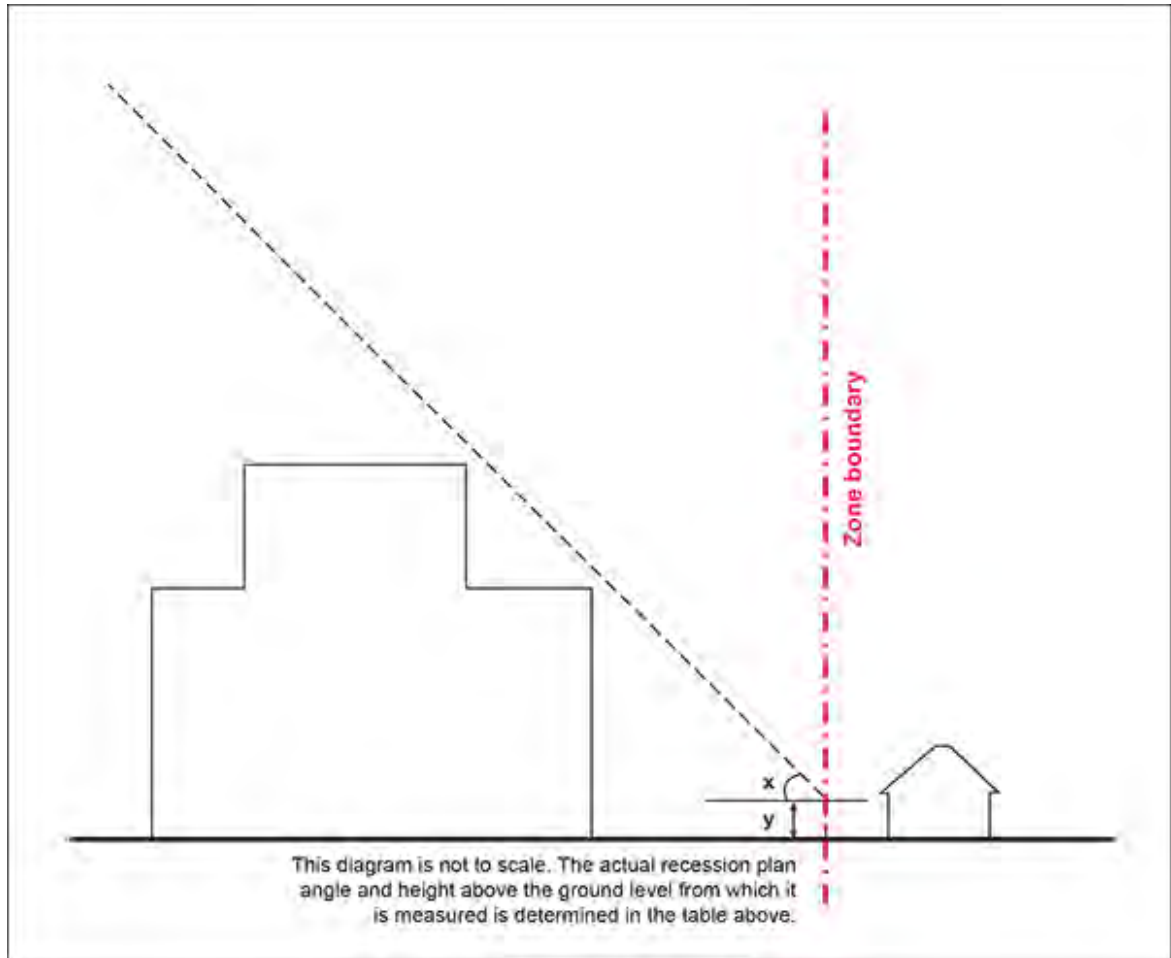 Zone boundary
x
y
This diagram is not to scale. The actual recession plan
angle and height above the ground level from which it
is measured is determined in the table above.